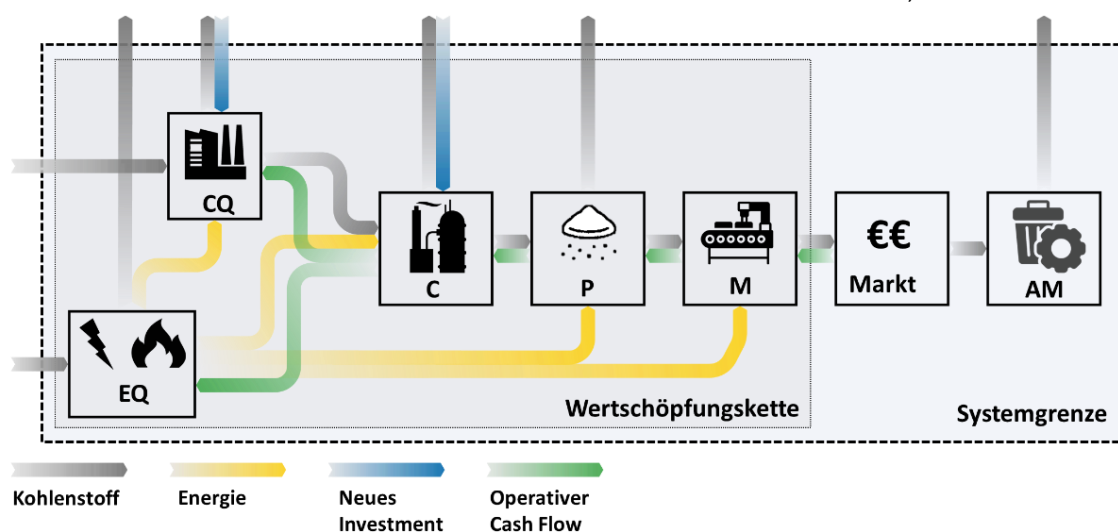 CQ
€€
C
P
M
Markt
AM
EQ
Wertschöpfungskette
Systemgrenze
Kohlenstoff
Energie
Neues
Investment
Operativer
Cash Flow